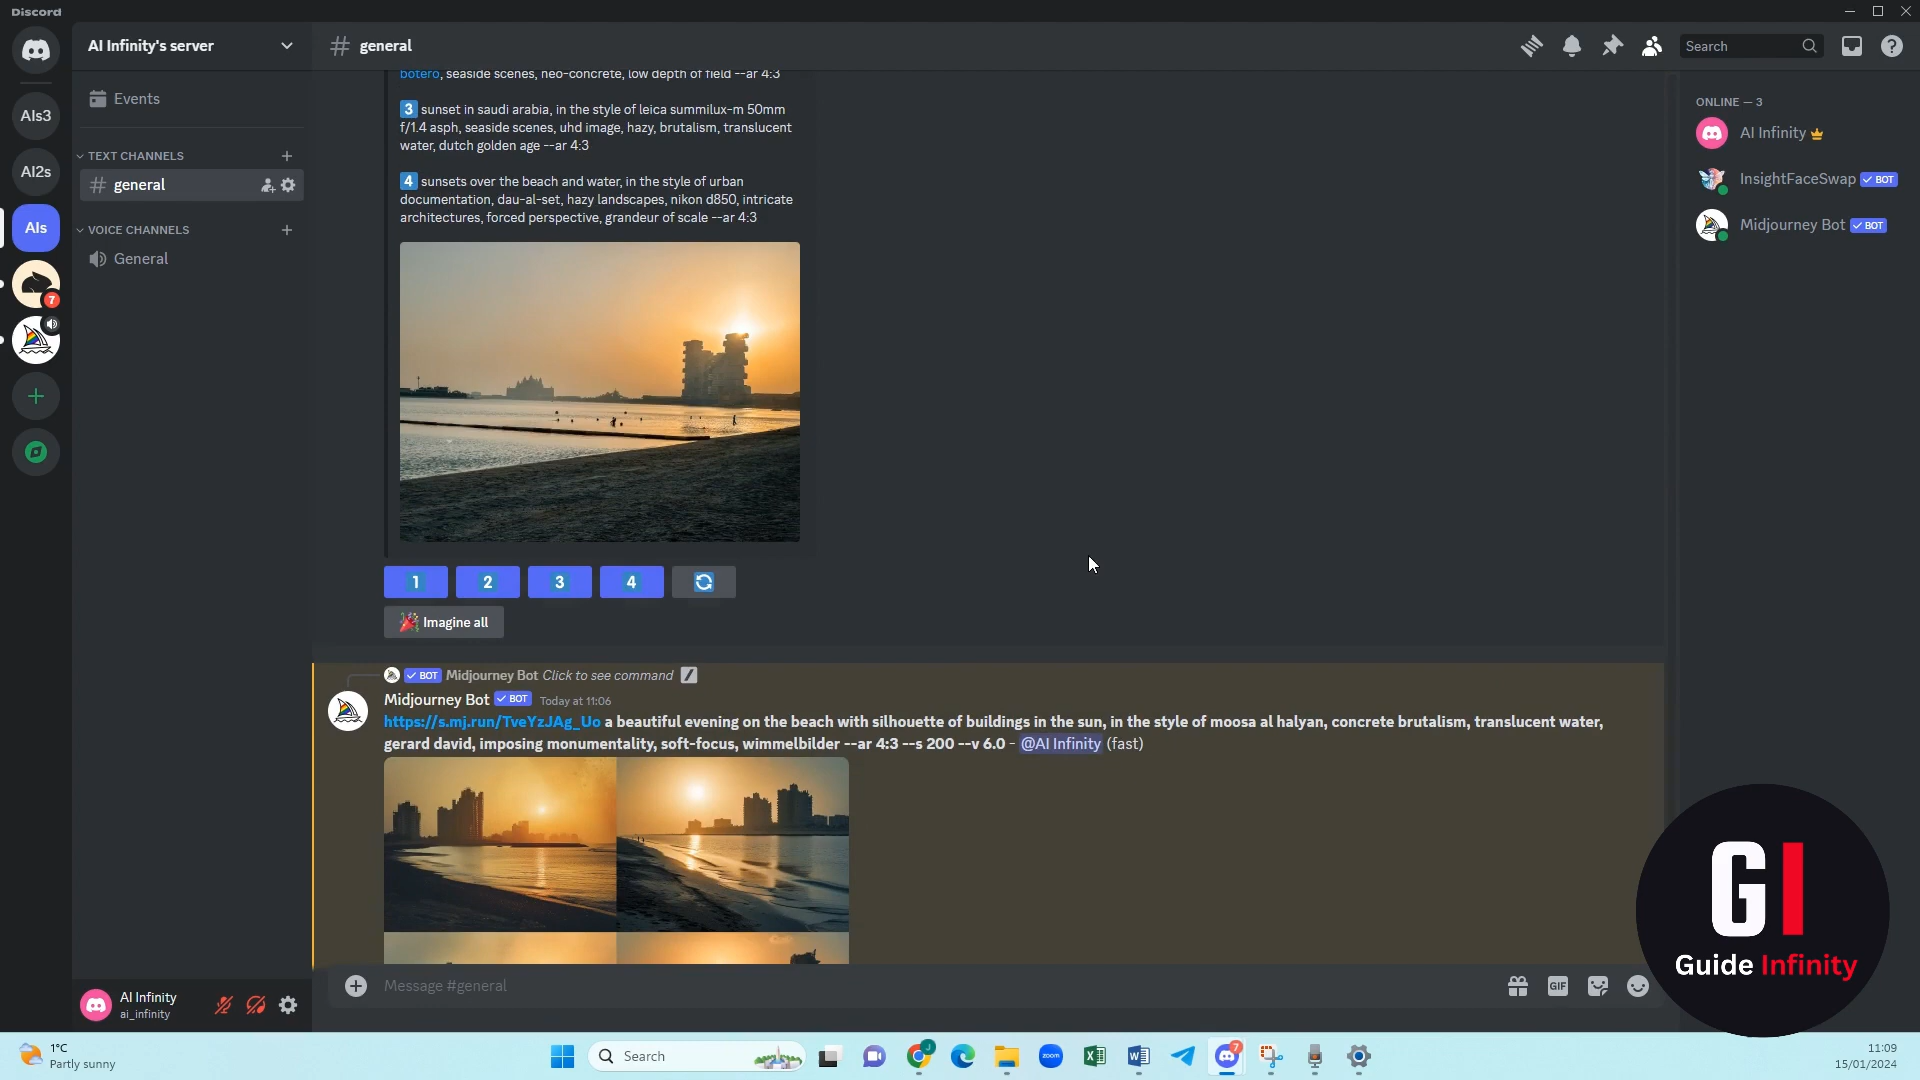 Discord
AI Infinity's server
general
Search
Events
ONLINE — 3
AIs3
AI Infinity
TEXT CHANNELS
AI2s
general
InsightFaceSwap BOT
AIs
VOICE CHANNELS
Midjourney Bot BOT
General
7
botero, seaside scenes, neo-concrete, low depth of field --ar 4:3
3 sunset in saudi arabia, in the style of leica summilux-m 50mm
f/1.4 asph, seaside scenes, uhd image, hazy, brutalism, translucent
water, dutch golden age --ar 4:3
4 sunsets over the beach and water, in the style of urban
documentation, dau-al-set, hazy landscapes, nikon d850, intricate
architectures, forced perspective, grandeur of scale --ar 4:3
1 2 3 4
Imagine all
BOT Midjourney Bot Click to see command
Midjourney Bot BOT Today at 11:06
https://s.mj.run/TveYzJAg_Uo a beautiful evening on the beach with silhouette of buildings in the sun, in the style of moosa al halyan, concrete brutalism, translucent water,
gerard david, imposing monumentality, soft-focus, wimmelbilder --ar 4:3 --s 200 --v 6.0 - @AI Infinity (fast)
Message #general
GIF
GI
Guide Infinity
AI Infinity
ai_infinity
1°C
Partly sunny
Search
J
zoom
7
11:09
15/01/2024